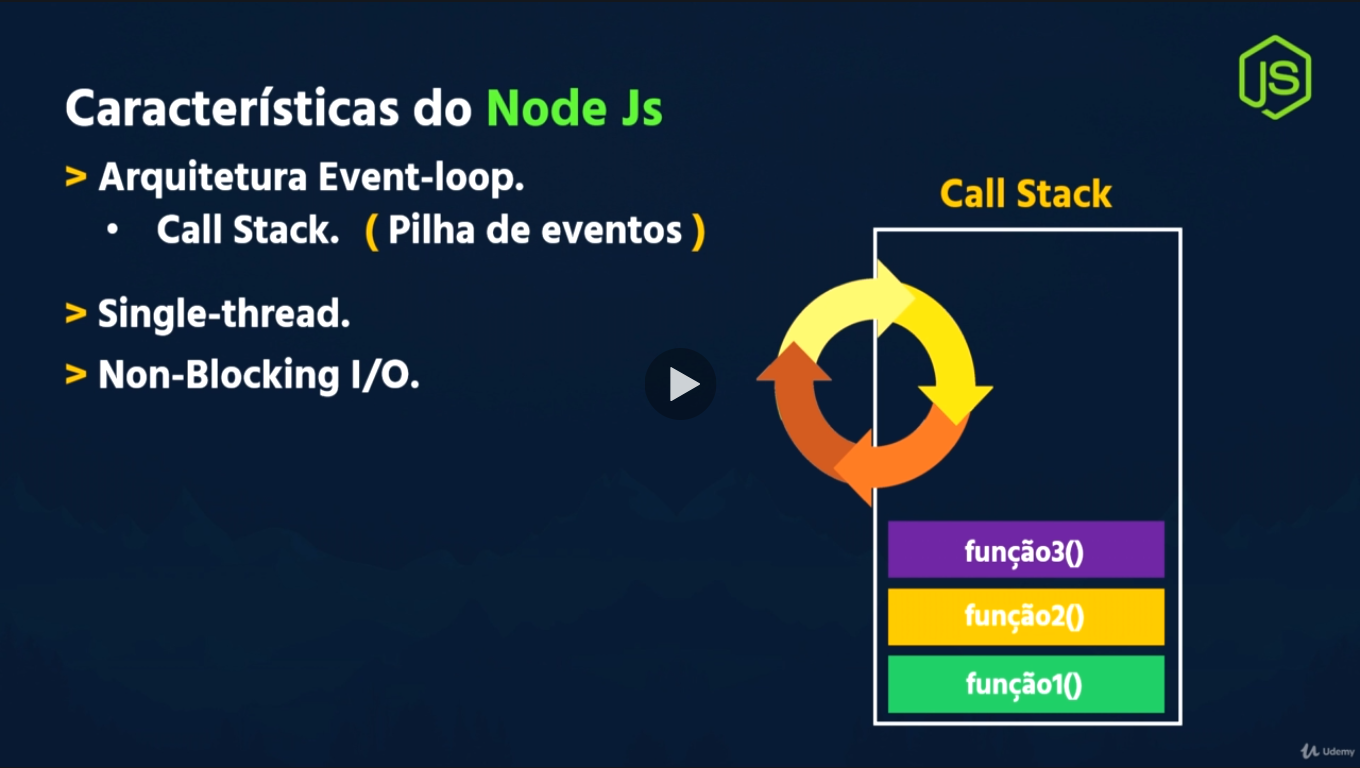 JS
Características do Node Js
> Arquitetura Event-loop.
• Call Stack. ( Pilha de eventos )
> Single-thread.
> Non-Blocking I/O.
Call Stack
função3()
função2()
função1()
Udemy